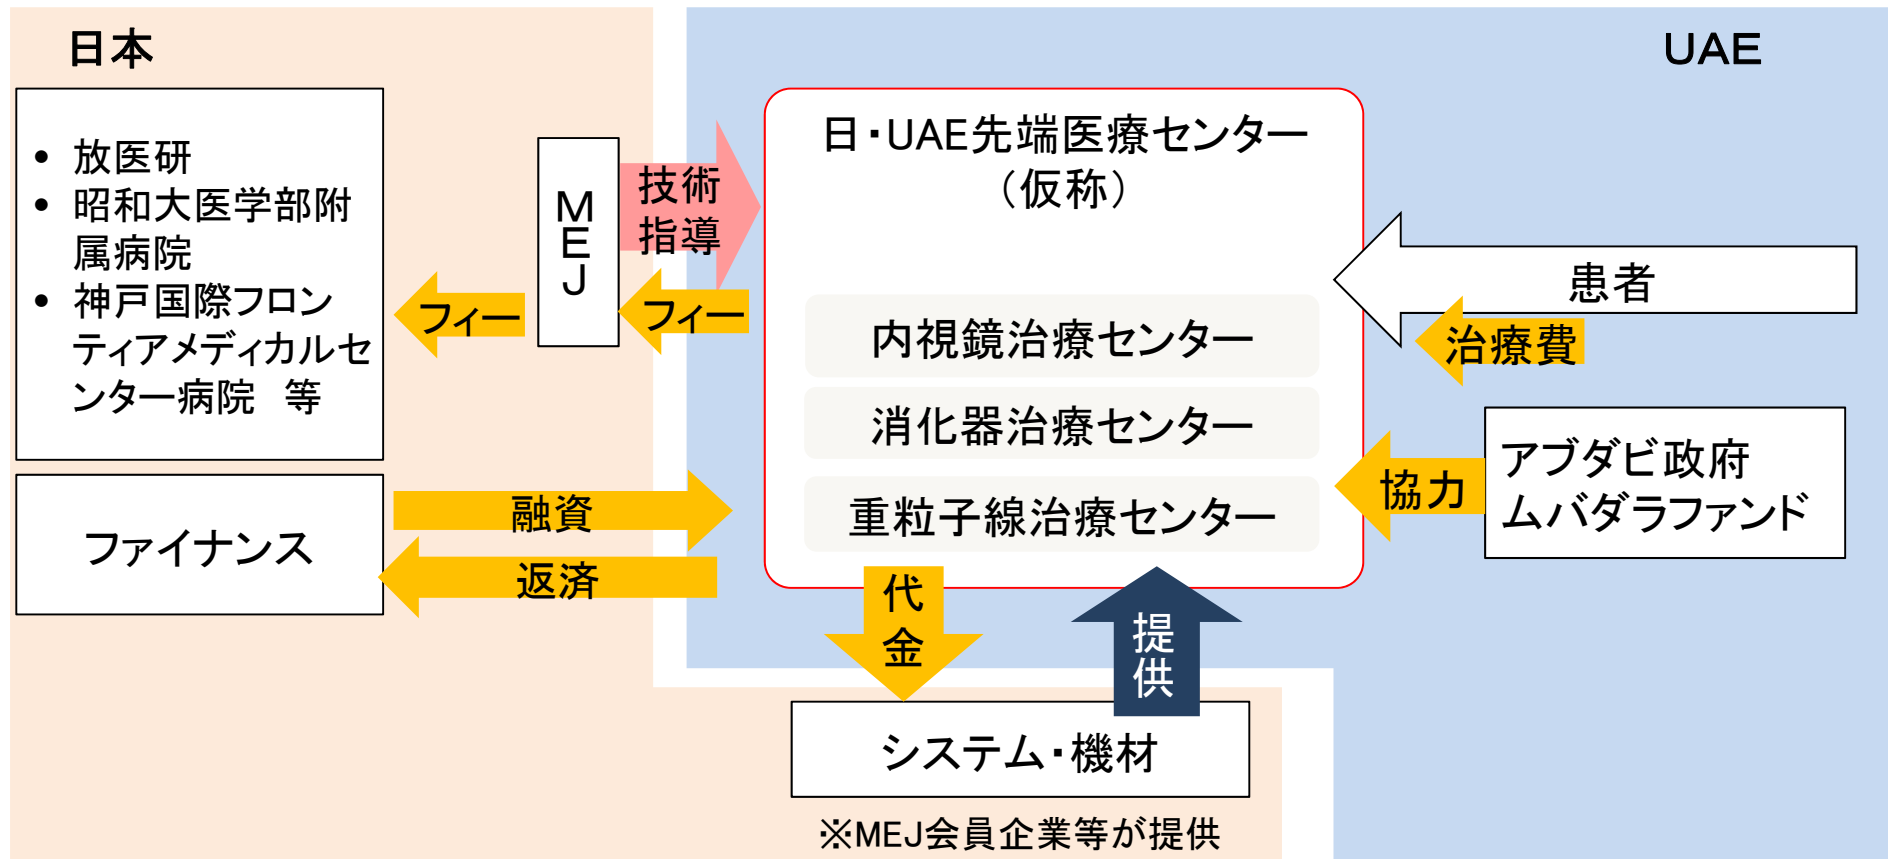 日本
UAE
• 放医研
• 昭和大医学部附
属病院
• 神戸国際フロン
ティアメディカルセ
ンター病院　等
MEJ
技術
指導
フィー
フィー
日・UAE先端医療センター
（仮称）
内視鏡治療センター
消化器治療センター
重粒子線治療センター
患者
治療費
協力
アブダビ政府
ムバダラファンド
ファイナンス
融資
返済
代金
提供
システム・機材
※MEJ会員企業等が提供